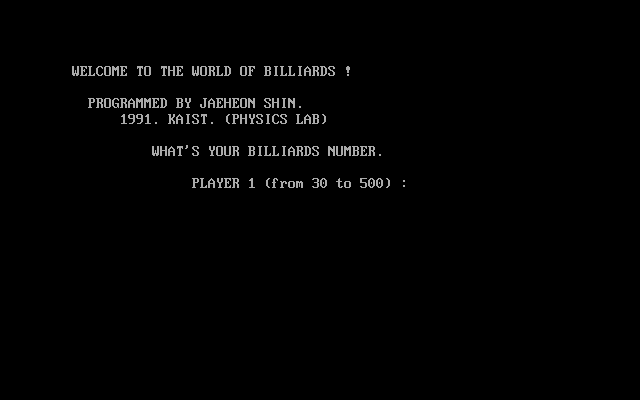 WELCOME TO THE WORLD OF BILLIARDS !
PROGRAMMED BY JAEHEON SHIN.
1991. KAIST. (PHYSICS LAB)
WHAT'S YOUR BILLIARDS NUMBER.
PLAYER 1 (from 30 to 500) :